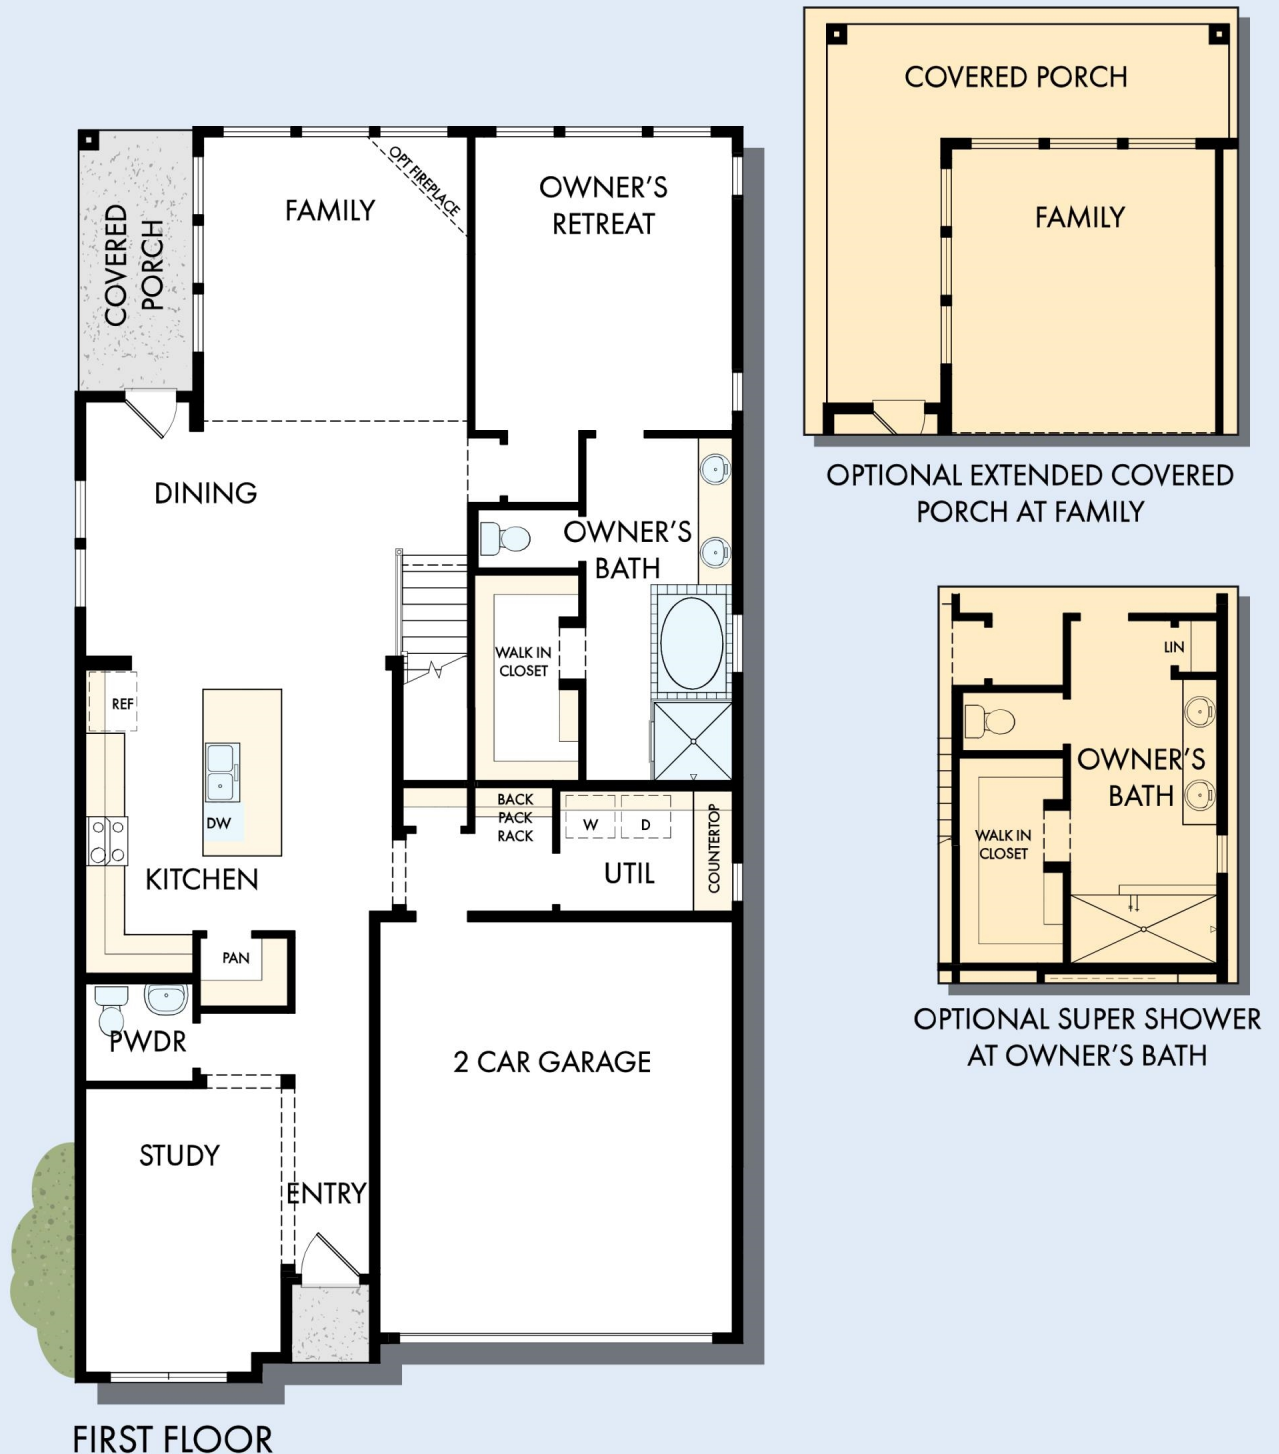 COVERED
PORCH
FAMILY
OPT FIREPLACE
OWNER'S
RETREAT
DINING
OWNER'S
BATH
WALK IN
CLOSET
REF
DW
KITCHEN
BACK
PACK
RACK
W
D
UTIL
COUNTERTOP
PAN
PWDR
2 CAR GARAGE
STUDY
ENTRY
FIRST FLOOR
COVERED PORCH
FAMILY
OPTIONAL EXTENDED COVERED
PORCH AT FAMILY
LIN
OWNER'S
BATH
WALK IN
CLOSET
OPTIONAL SUPER SHOWER
AT OWNER'S BATH